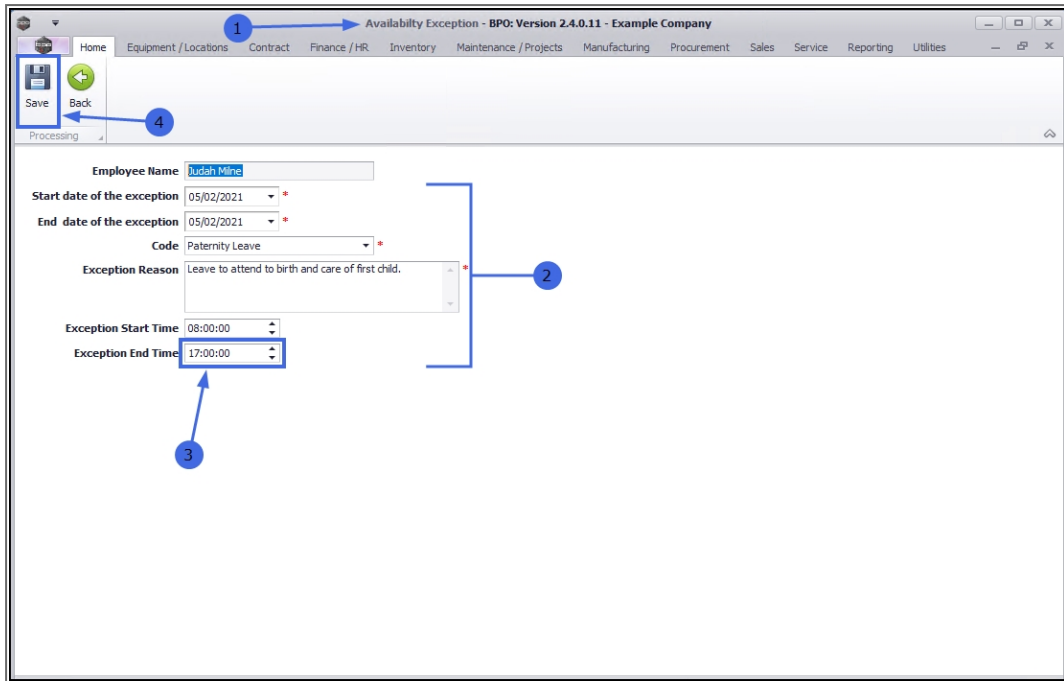 1
Availabilty Exception - BPO: Version 2.4.0.11 - Example Company
Home Equipment / Locations Contract Finance / HR Inventory Maintenance / Projects Manufacturing Procurement Sales Service Reporting Utilities
Save Back
4
Processing
Employee Name Judah Milne
Start date of the exception 05/02/2021 *
End date of the exception 05/02/2021 *
Code Paternity Leave *
Exception Reason Leave to attend to birth and care of first child. *
2
Exception Start Time 08:00:00
Exception End Time 17:00:00
3